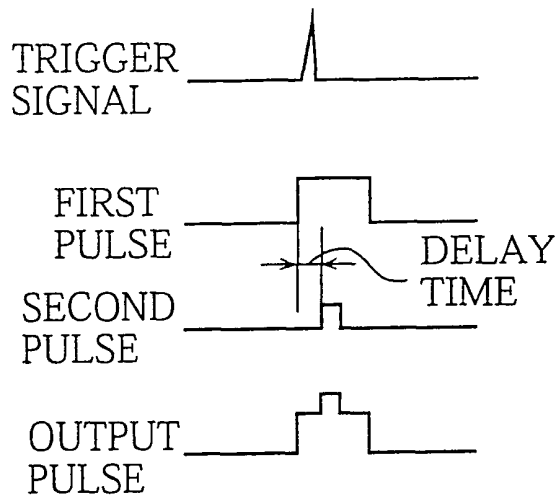 TRIGGER
SIGNAL
FIRST
PULSE
DELAY
TIME
SECOND
PULSE
OUTPUT
PULSE